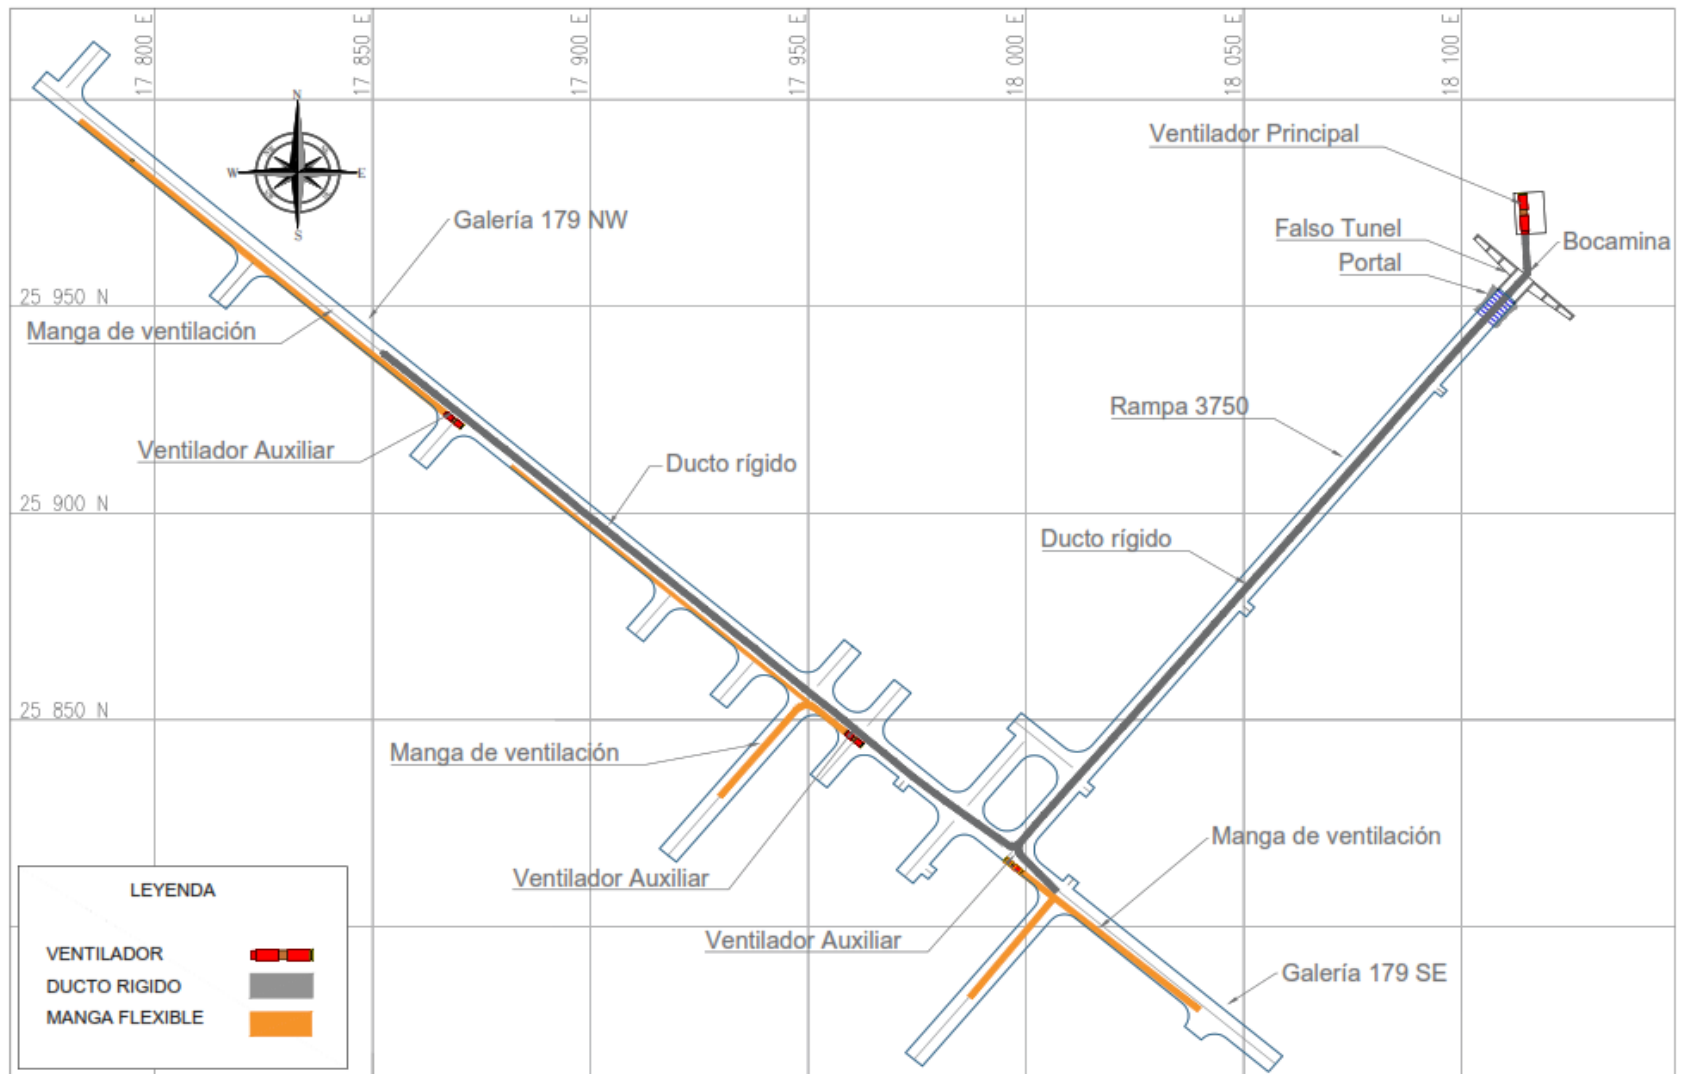 17 800 E
17 850 E
17 900 E
17 950 E
18 000 E
18 050 E
18 100 E
N
W
E
S
Ventilador Principal
Galería 179 NW
Falso Tunel
Bocamina
Portal
25 950 N
Manga de ventilación
Rampa 3750
Ventilador Auxiliar
Ducto rígido
25 900 N
Ducto rígido
25 850 N
Manga de ventilación
Manga de ventilación
Ventilador Auxiliar
Ventilador Auxiliar
Galería 179 SE
LEYENDA
VENTILADOR
DUCTO RIGIDO
MANGA FLEXIBLE